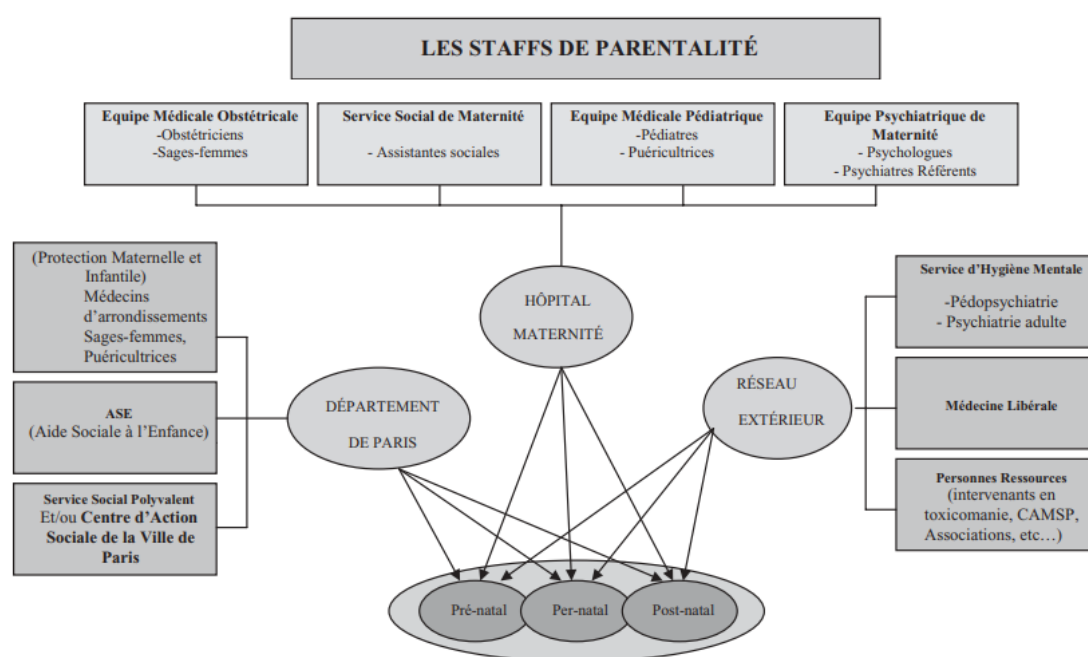 LES STAFFS DE PARENTALITÉ
Equipe Médicale Obstétricale
-Obstétriciens
-Sages-femmes
Service Social de Maternité
- Assistantes sociales
Equipe Médicale Pédiatrique
-Pédiatres
- Puéricultrices
Equipe Psychiatrique de
Maternité
- Psychologues
- Psychiatres Référents
(Protection Maternelle et
Infantile)
Médecins
d’arrondissements
Sages-femmes,
Puéricultrices
ASE
(Aide Sociale à l’Enfance)
Service Social Polyvalent
Et/ou Centre d’Action
Sociale de la Ville de
Paris
DÉPARTEMENT
DE PARIS
HÔPITAL
MATERNITÉ
RÉSEAU
EXTÉRIEUR
Service d’Hygiène Mentale
-Pédopsychiatrie
- Psychiatrie adulte
Médecine Libérale
Personnes Ressources
(intervenants en
toxicomanie, CAMSP,
Associations, etc…)
Pré-natal
Per-natal
Post-natal